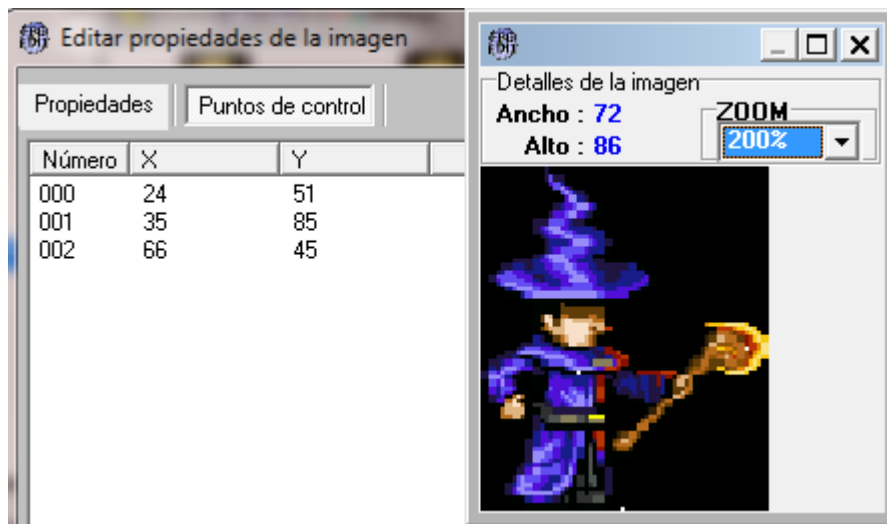 Editar propiedades de la imagen
Propiedades Puntos de control
Número X Y
000 24 51
001 35 85
002 66 45
Detalles de la imagen
Ancho : 72
Alto : 86
ZOOM
200%